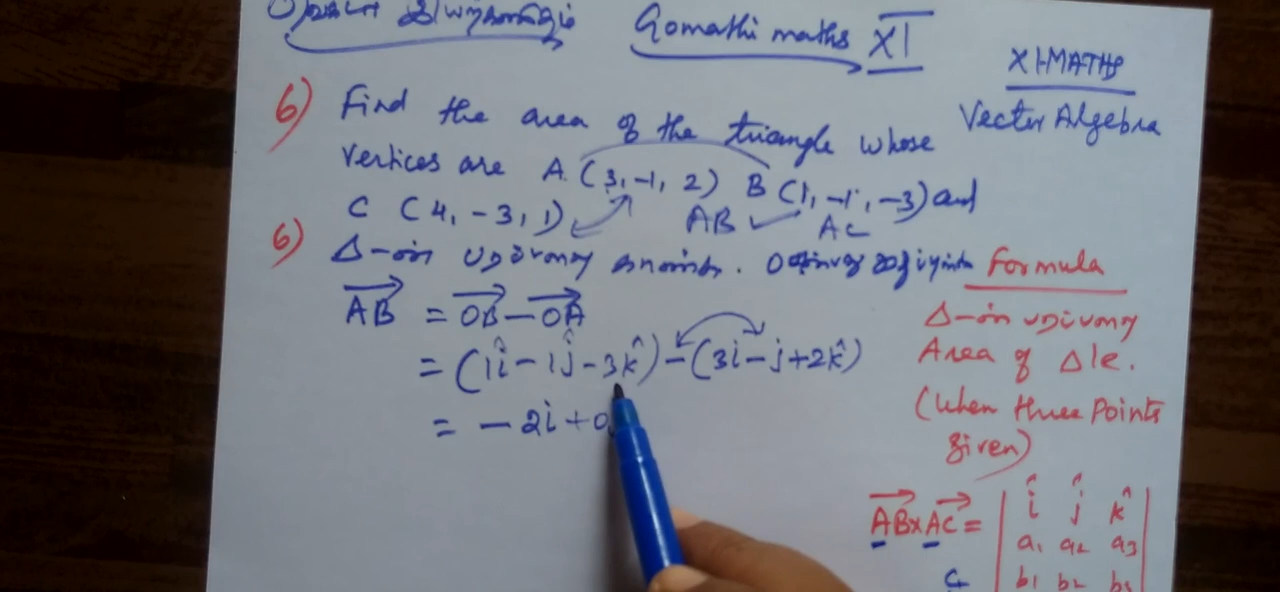 Gomathi maths XI
XI-MATHS
Vector Algebra
6) Find the area of the triangle whose
vertices are A (3, -1, 2) B (1, -1, -3) and
C (4, -3, 1)
AB AC
6)
AB = OB - OA
= (1î - 1ĵ - 3k̂) - (3i - j + 2k̂)
= - 2i + 0
Formula
Area of Δle.
(When three Points
given)
AB x AC = | î ĵ k̂ |
a1 a2 a3
b1 b2 b3